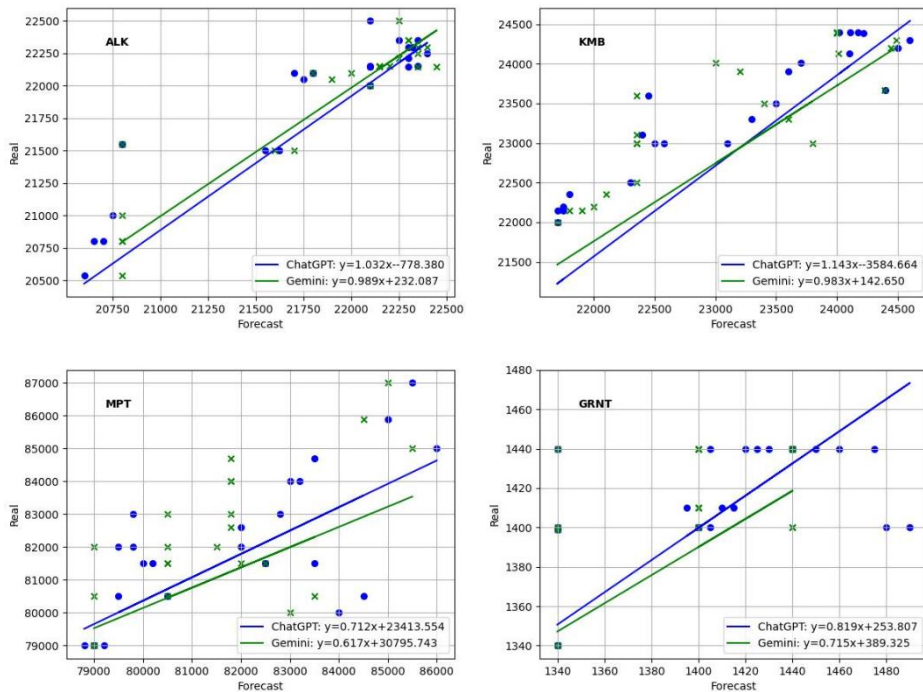 ALK
22500
22250
22000
21750
21500
21250
21000
20750
20500
Real
ChatGPT: y=1.032x--778.380
Gemini: y=0.989x+232.087
20750 21000 21250 21500 21750 22000 22250 22500
Forecast
KMB
24500
24000
23500
23000
22500
22000
21500
Real
ChatGPT: y=1.143x--3584.664
Gemini: y=0.983x+142.650
22000 22500 23000 23500 24000 24500
Forecast
MPT
87000
86000
85000
84000
83000
82000
81000
80000
79000
Real
ChatGPT: y=0.712x+23413.554
Gemini: y=0.617x+30795.743
79000 80000 81000 82000 83000 84000 85000 86000
Forecast
GRNT
1480
1460
1440
1420
1400
1380
1360
1340
Real
ChatGPT: y=0.819x+253.807
Gemini: y=0.715x+389.325
1340 1360 1380 1400 1420 1440 1460 1480
Forecast